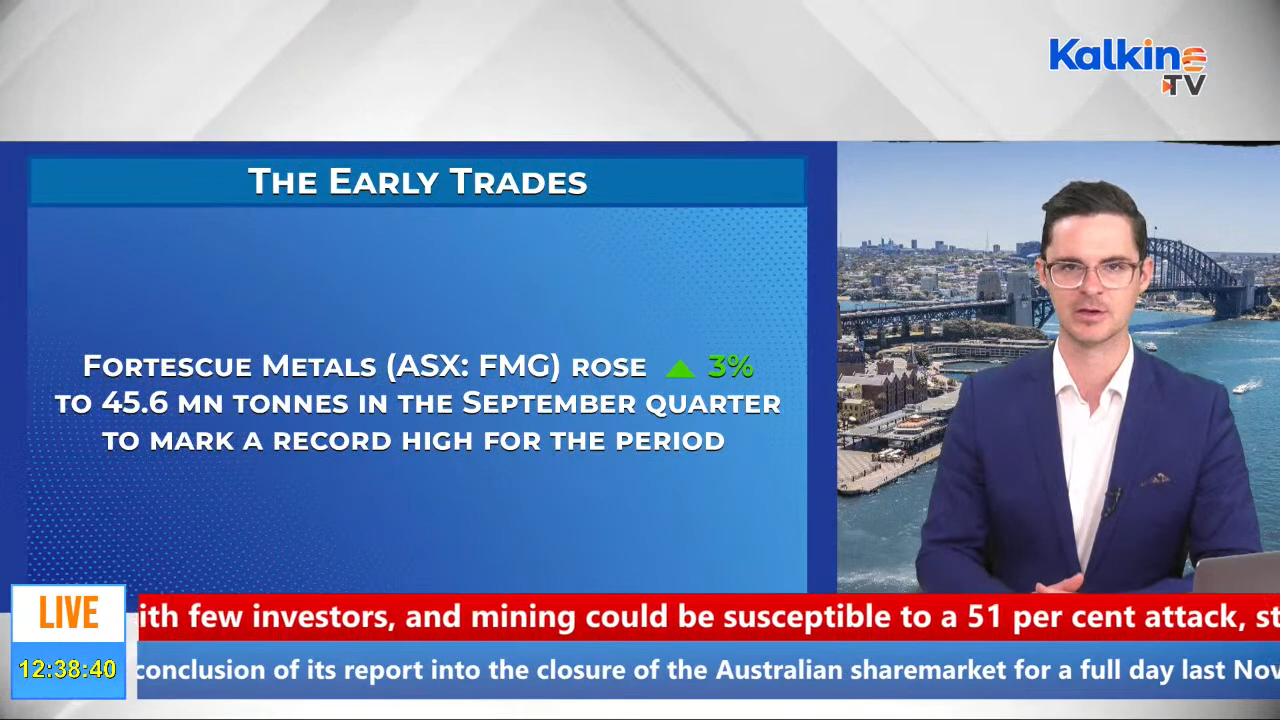 Kalkine
TV
The Early Trades
Fortescue Metals (ASX: FMG) rose ▲ 3%
to 45.6 mn tonnes in the September quarter
to mark a record high for the period
LIVE
ith few investors, and mining could be susceptible to a 51 per cent attack, st
12:38:40
conclusion of its report into the closure of the Australian sharemarket for a full day last Nov